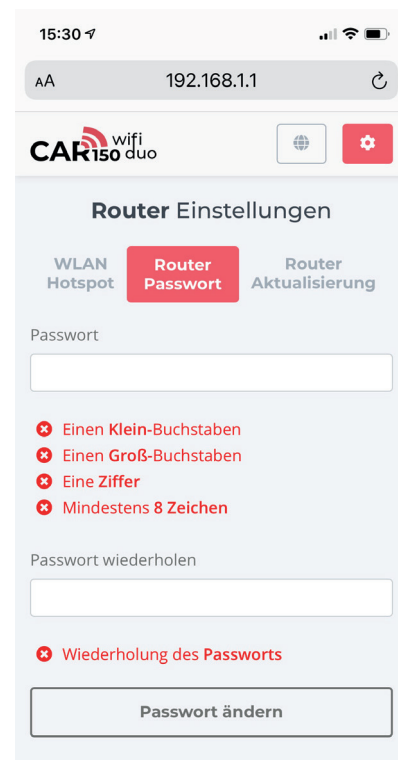 15:30
AA 192.168.1.1
CAR150 wifi duo
Router Einstellungen
WLAN Hotspot
Router Passwort
Router Aktualisierung
Passwort
Einen Klein-Buchstaben
Einen Groß-Buchstaben
Eine Ziffer
Mindestens 8 Zeichen
Passwort wiederholen
Wiederholung des Passworts
Passwort ändern